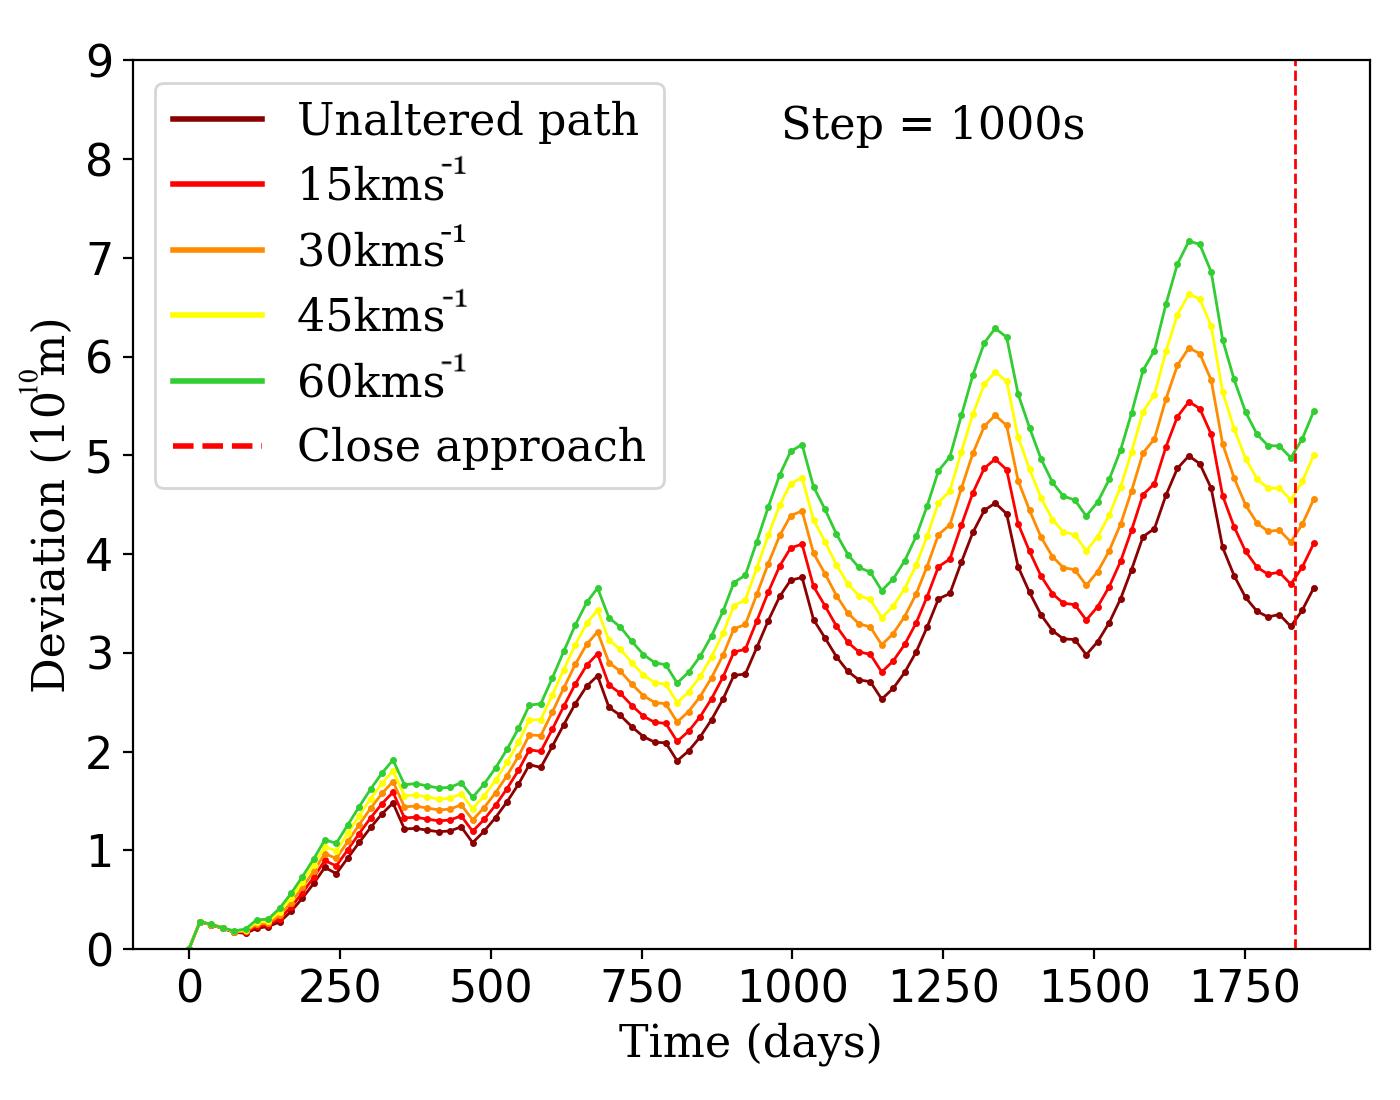 9
8
7
6
5
4
3
2
1
0
Deviation (10¹⁰m)
Unaltered path
15kms⁻¹
30kms⁻¹
45kms⁻¹
60kms⁻¹
Close approach
Step = 1000s
0 250 500 750 1000 1250 1500 1750
Time (days)